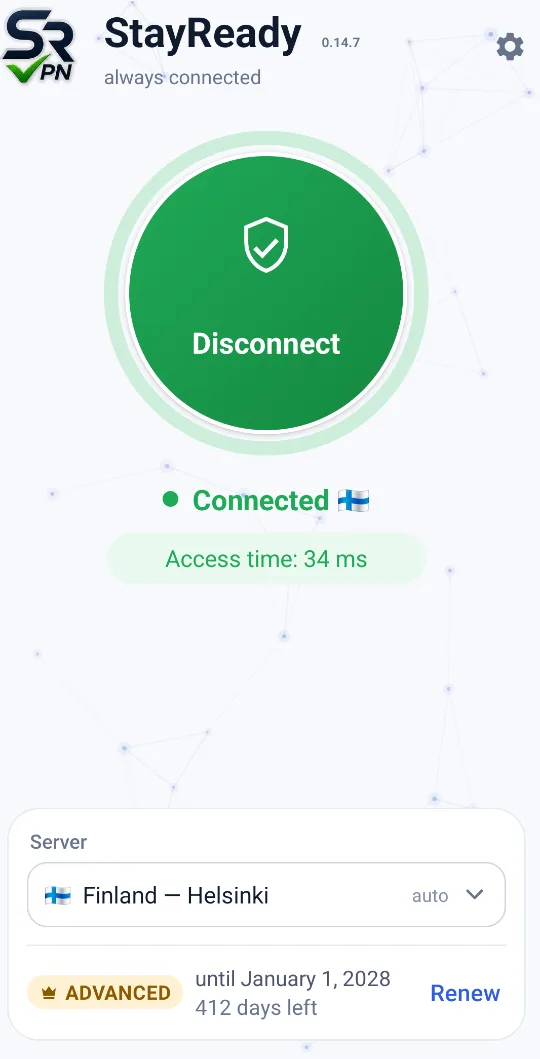 SR
PN
StayReady 0.14.7
always connected
Disconnect
Connected
Access time: 34 ms
Server
Finland — Helsinki auto
ADVANCED
until January 1, 2028
412 days left
Renew